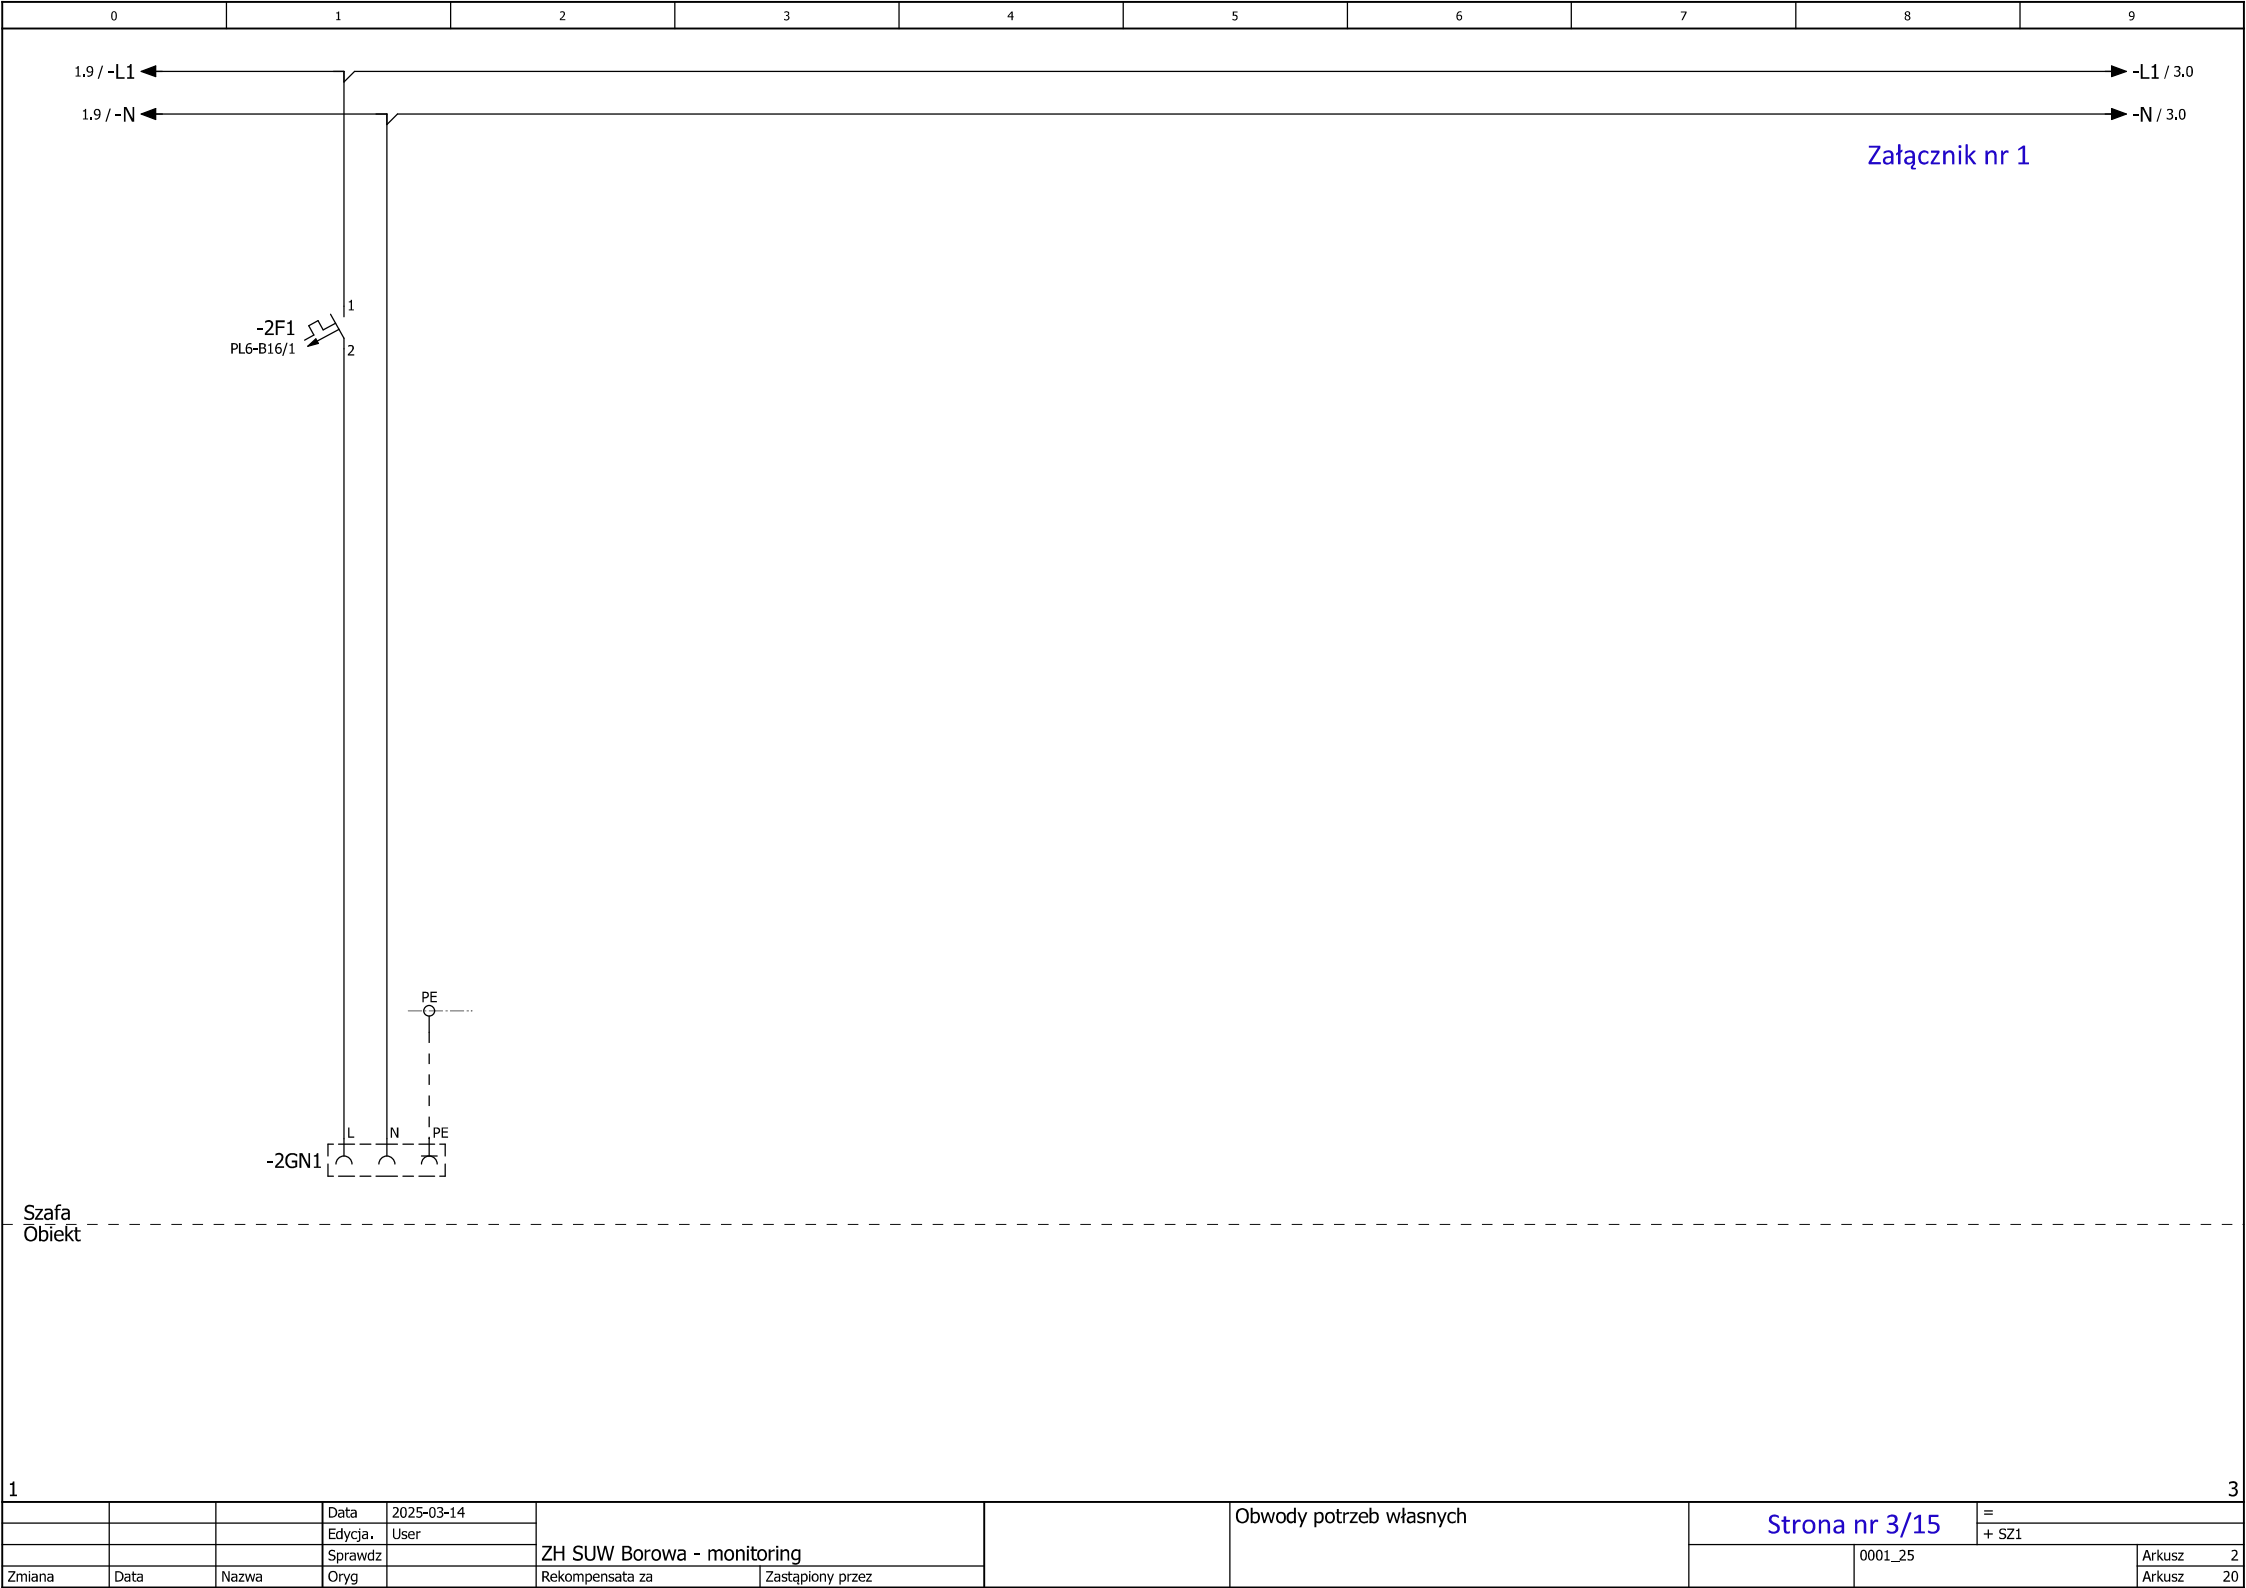 0 1 2 3 4 5 6 7 8 9
1.9 / -L1 -L1 / 3.0
1.9 / -N -N / 3.0
Załącznik nr 1
1
-2F1
PL6-B16/1
2
PE
L N PE
-2GN1
Szafa
Obiekt
1 3
Data 2025-03-14 Obwody potrzeb własnych Strona nr 3/15 =
Edycja. User + SZ1
Sprawdz ZH SUW Borowa - monitoring 0001_25 Arkusz 2
Zmiana Data Nazwa Oryg Rekompensata za Zastąpiony przez Arkusz 20